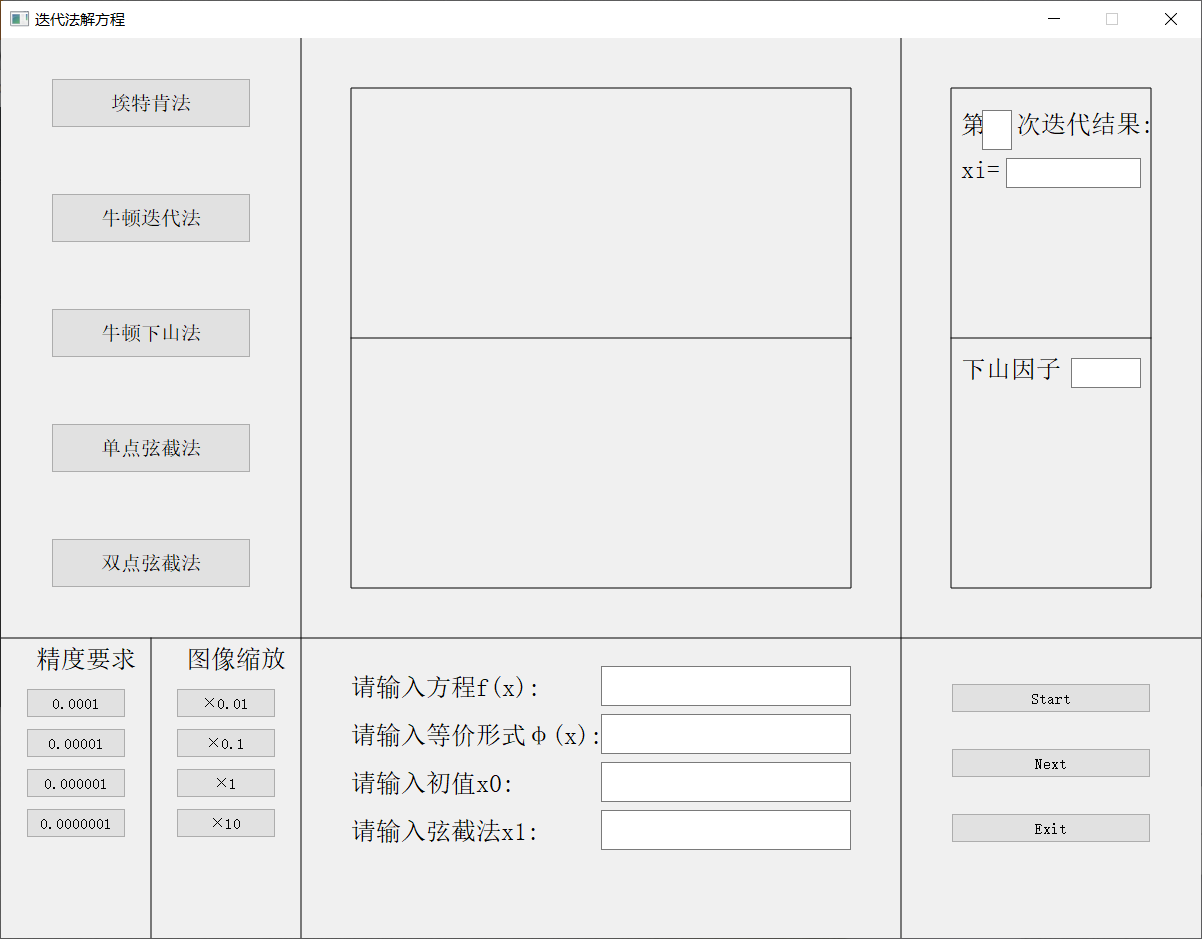 迭代法解方程
埃特肯法
牛顿迭代法
牛顿下山法
单点弦截法
双点弦截法
第 次迭代结果:
xi=
下山因子
精度要求
0.0001
0.00001
0.000001
0.0000001
图像缩放
×0.01
×0.1
×1
×10
请输入方程f(x):
请输入等价形式φ(x):
请输入初值x0:
请输入弦截法x1:
Start
Next
Exit